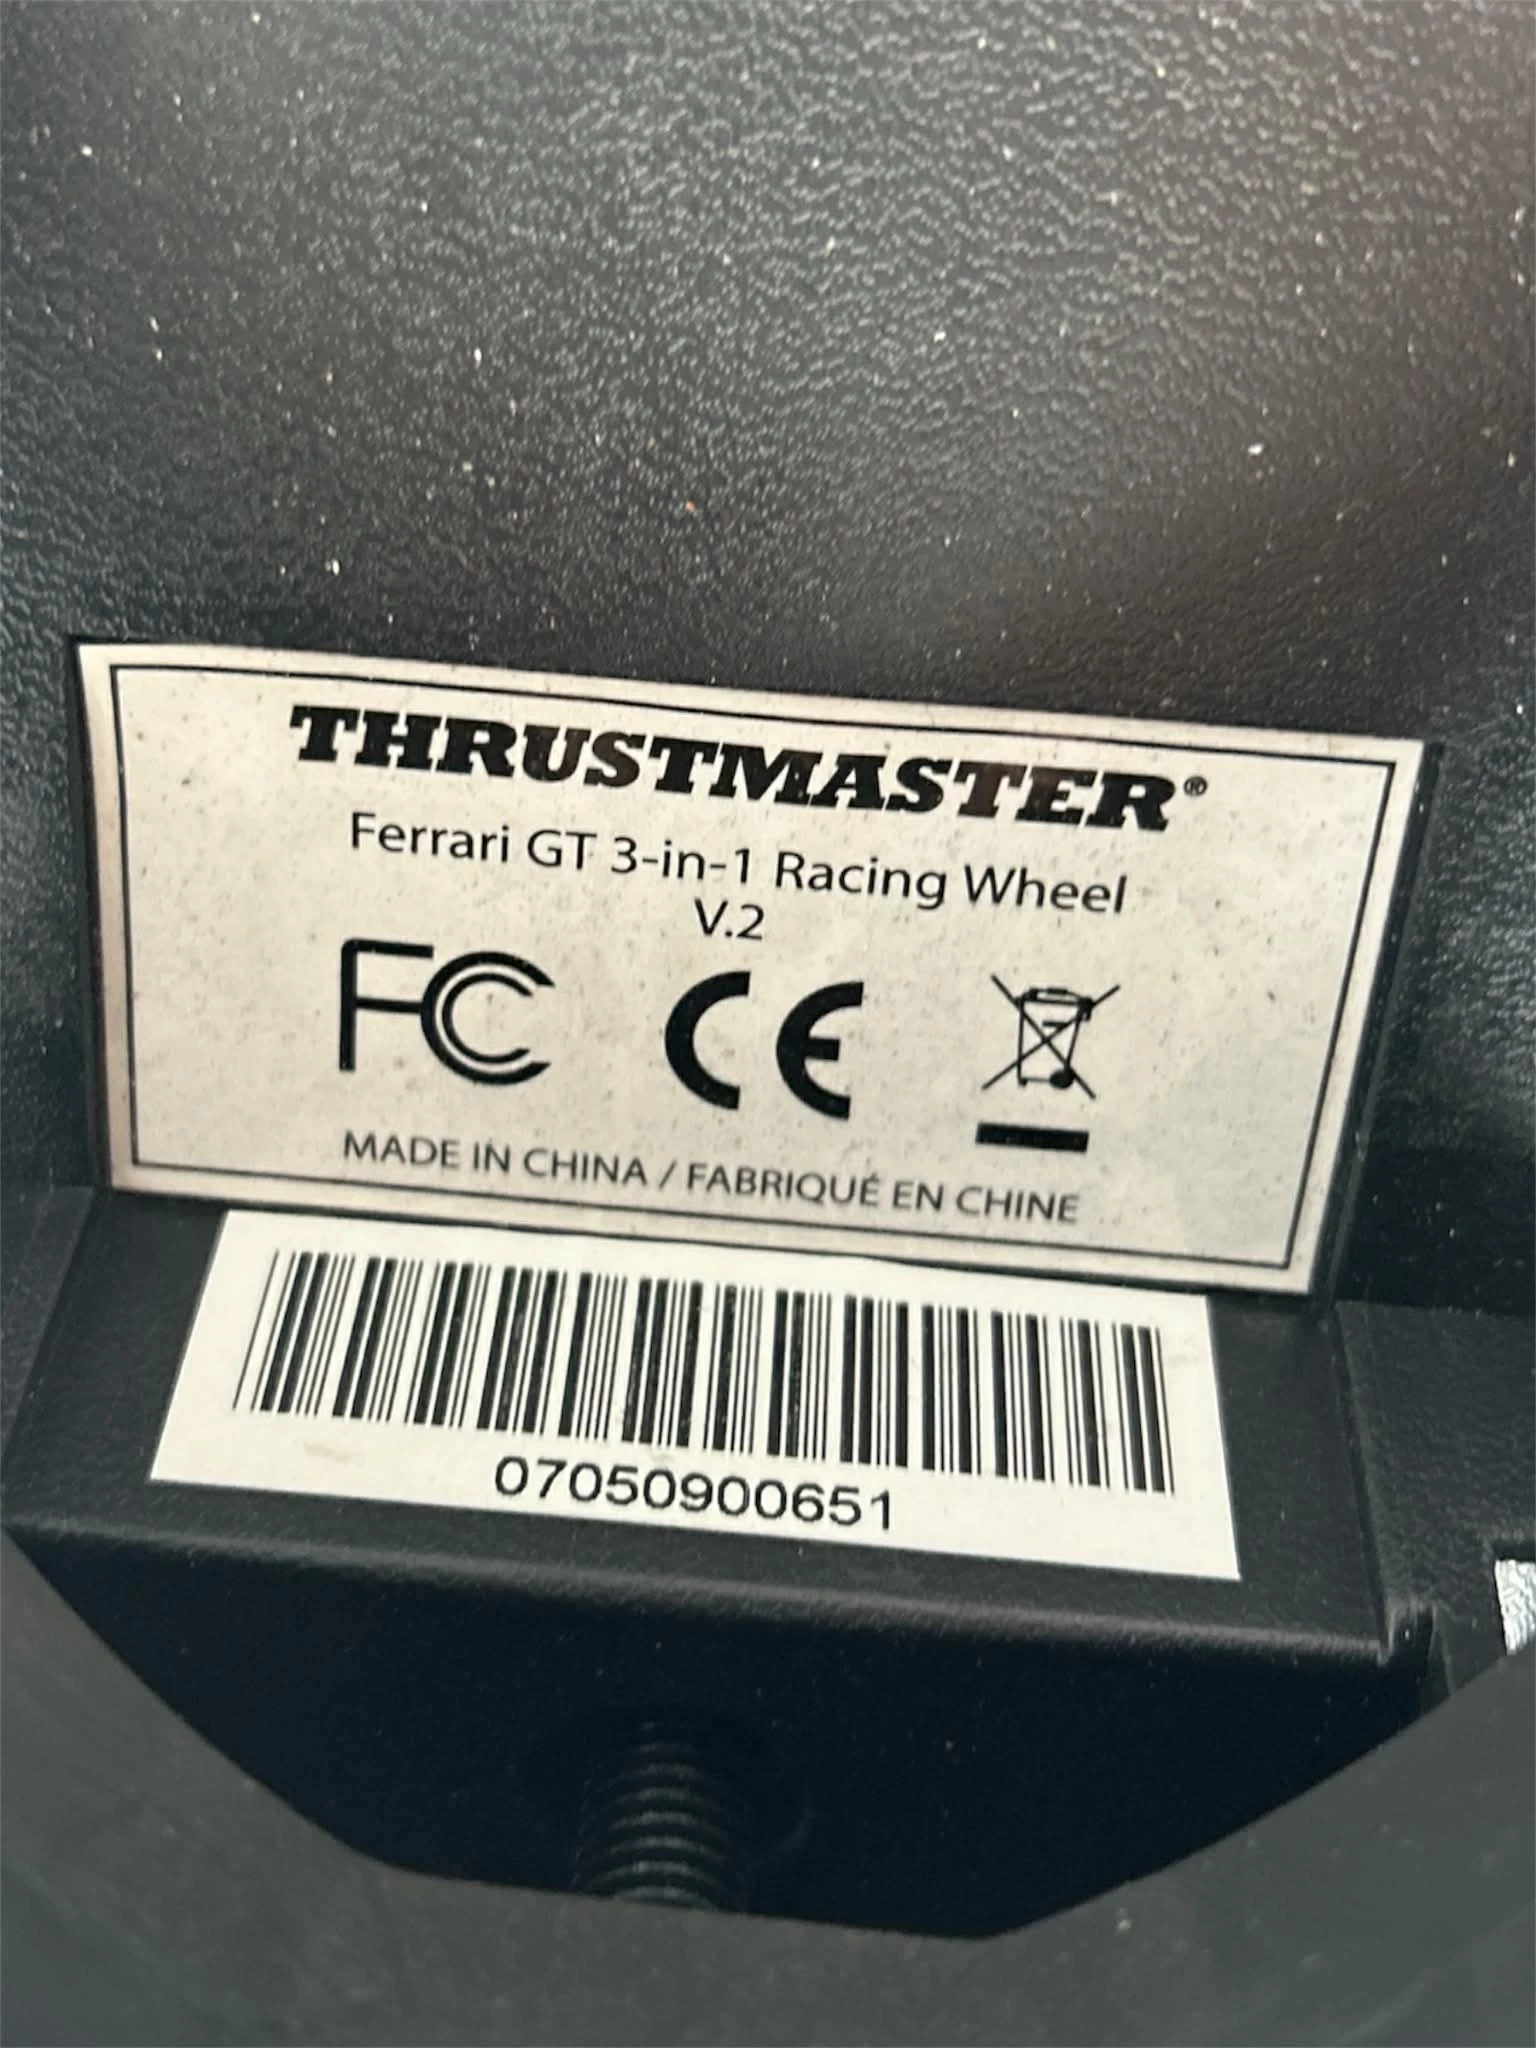 THRUSTMASTER®
Ferrari GT 3-in-1 Racing Wheel
V.2
FC CE
MADE IN CHINA / FABRIQUÉ EN CHINE
07050900651